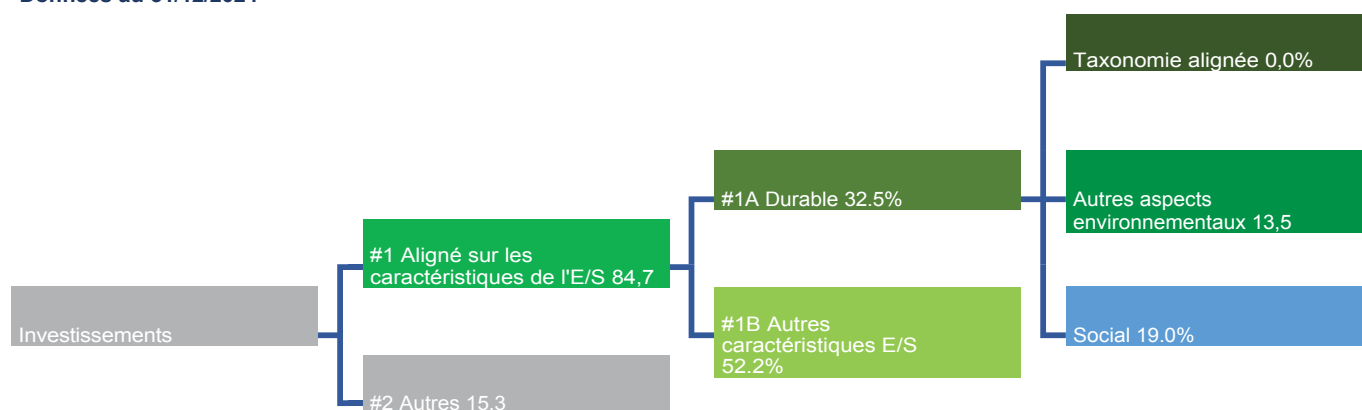 Taxonomie alignée 0,0%
#1A Durable 32.5%
Autres aspects
environnementaux 13,5
#1 Aligné sur les
caractéristiques de l'E/S 84,7
Investissements
#1B Autres
caractéristiques E/S
52.2%
Social 19.0%
#2 Autres 15.3